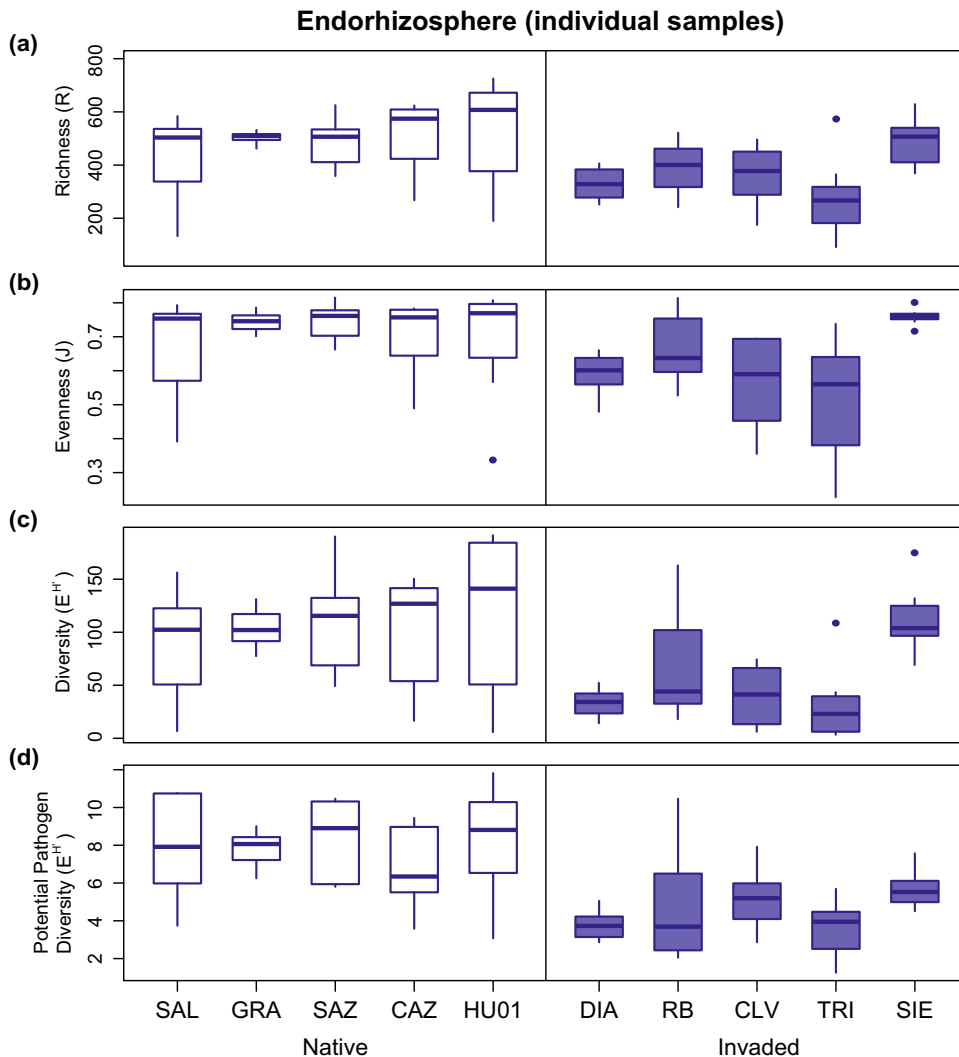 Endorhizosphere (individual samples)
(a)
Richness (R)
800
600
400
200
(b)
Evenness (J)
0.7
0.5
0.3
(c)
Diversity (E^H')
150
100
50
0
(d)
Potential Pathogen
Diversity (E^H')
10
8
6
4
2
SAL GRA SAZ CAZ HU01 DIA RB CLV TRI SIE
Native Invaded